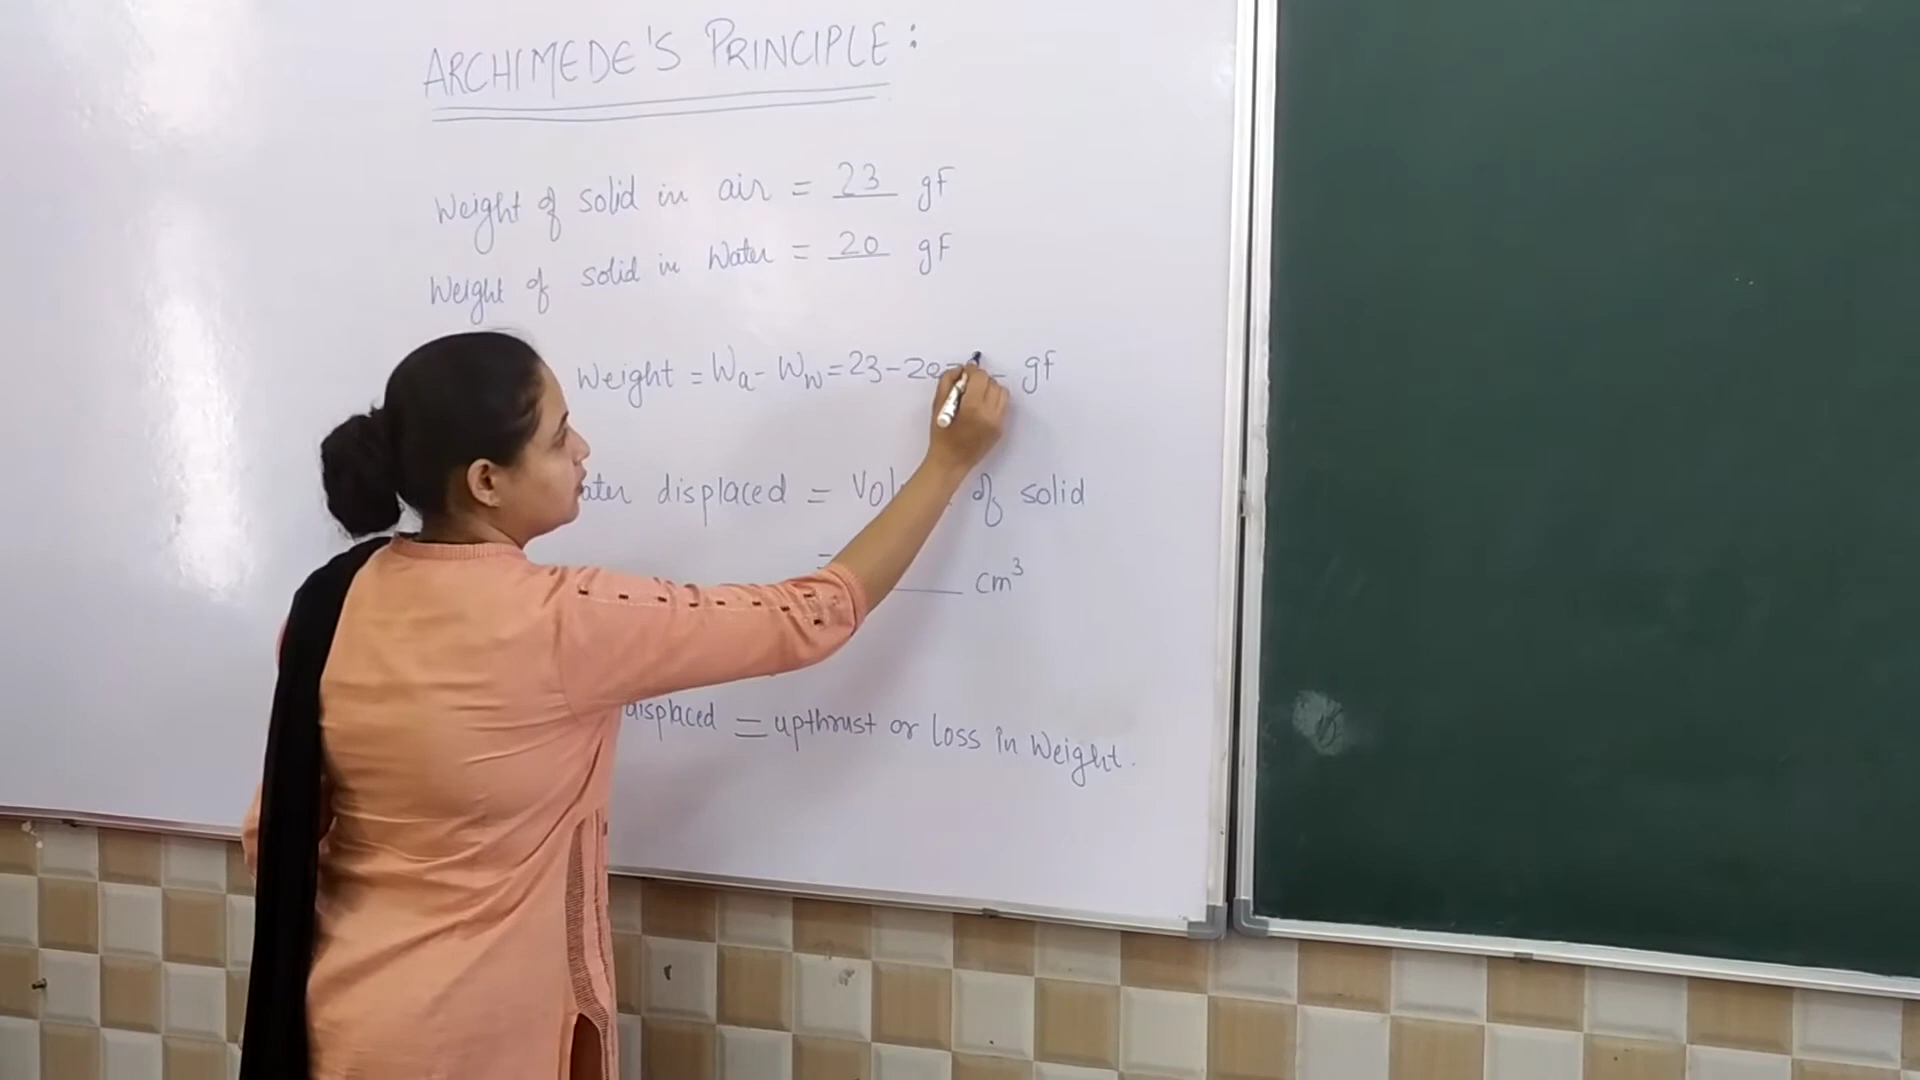 ARCHIMEDE'S PRINCIPLE:
Weight of solid in air = 23 gf
Weight of solid in Water = 20 gf
Weight = Wa - Ww = 23 - 20 = gf
displaced = of solid
= cm³
displaced = upthrust or Loss in Weight.